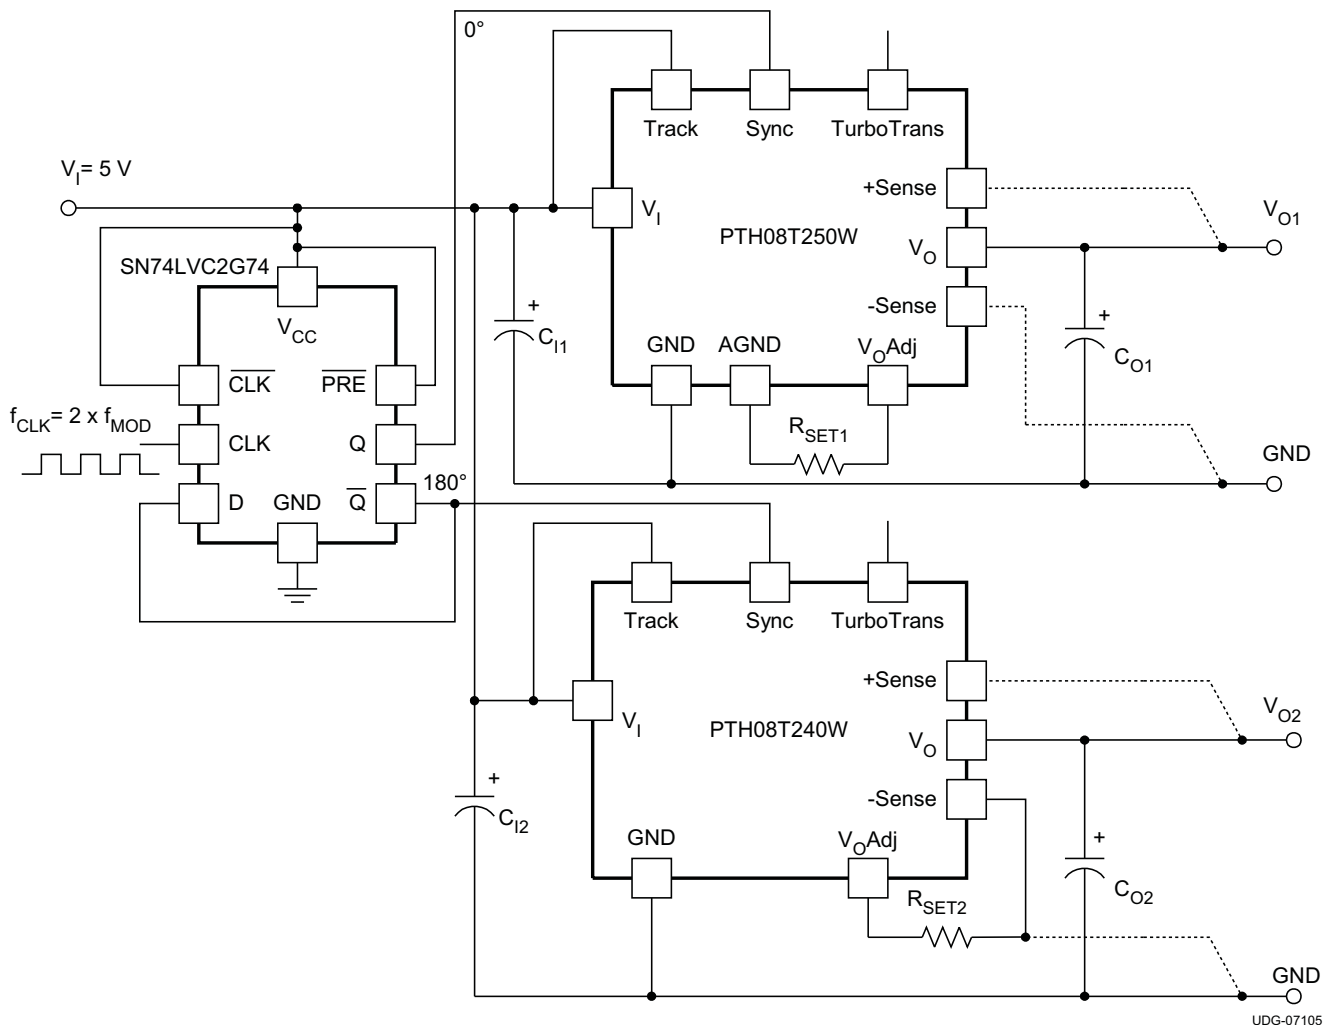 0°
Track
Sync
TurboTrans
V_I= 5 V
+Sense
V_I
PTH08T250W
V_O
V_O1
SN74LVC2G74
-Sense
+
V_CC
C_I1
GND
AGND
V_OAdj
+
C_O1
C̅L̅K̅
P̅R̅E̅
f_CLK= 2 x f_MOD
CLK
Q
R_SET1
GND
D
GND
Q̅
180°
Track
Sync
TurboTrans
+Sense
V_I
PTH08T240W
V_O
V_O2
+
-Sense
C_I2
GND
V_OAdj
+
C_O2
R_SET2
GND
UDG-07105